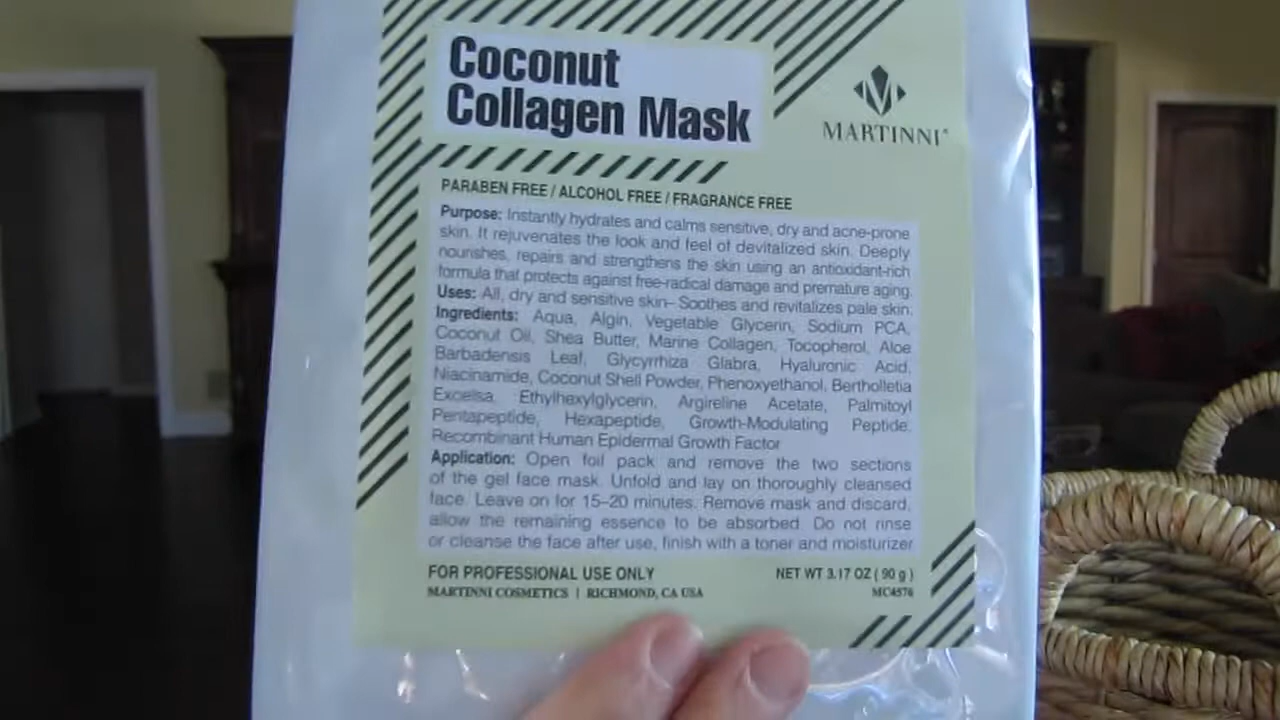 Coconut
Collagen Mask
MARTINNI®
PARABEN FREE / ALCOHOL FREE / FRAGRANCE FREE
Purpose: Instantly hydrates and calms sensitive, dry and acne-prone
skin. It rejuvenates the look and feel of devitalized skin. Deeply
nourishes, repairs and strengthens the skin using an antioxidant-rich
formula that protects against free-radical damage and premature aging.
Uses: All, dry and sensitive skin– Soothes and revitalizes pale skin.
Ingredients: Aqua, Algin, Vegetable Glycerin, Sodium PCA,
Coconut Oil, Shea Butter, Marine Collagen, Tocopherol, Aloe
Barbadensis Leaf, Glycyrrhiza Glabra, Hyaluronic Acid,
Niacinamide, Coconut Shell Powder, Phenoxyethanol, Bertholletia
Excelsa, Ethylhexylglycerin, Argireline Acetate, Palmitoyl
Pentapeptide, Hexapeptide, Growth-Modulating Peptide,
Recombinant Human Epidermal Growth Factor
Application: Open foil pack and remove the two sections
of the gel face mask. Unfold and lay on thoroughly cleansed
face. Leave on for 15–20 minutes. Remove mask and discard,
allow the remaining essence to be absorbed. Do not rinse
or cleanse the face after use, finish with a toner and moisturizer
FOR PROFESSIONAL USE ONLY
NET WT 3.17 OZ ( 90 g )
MARTINNI COSMETICS | RICHMOND, CA USA
MC4576